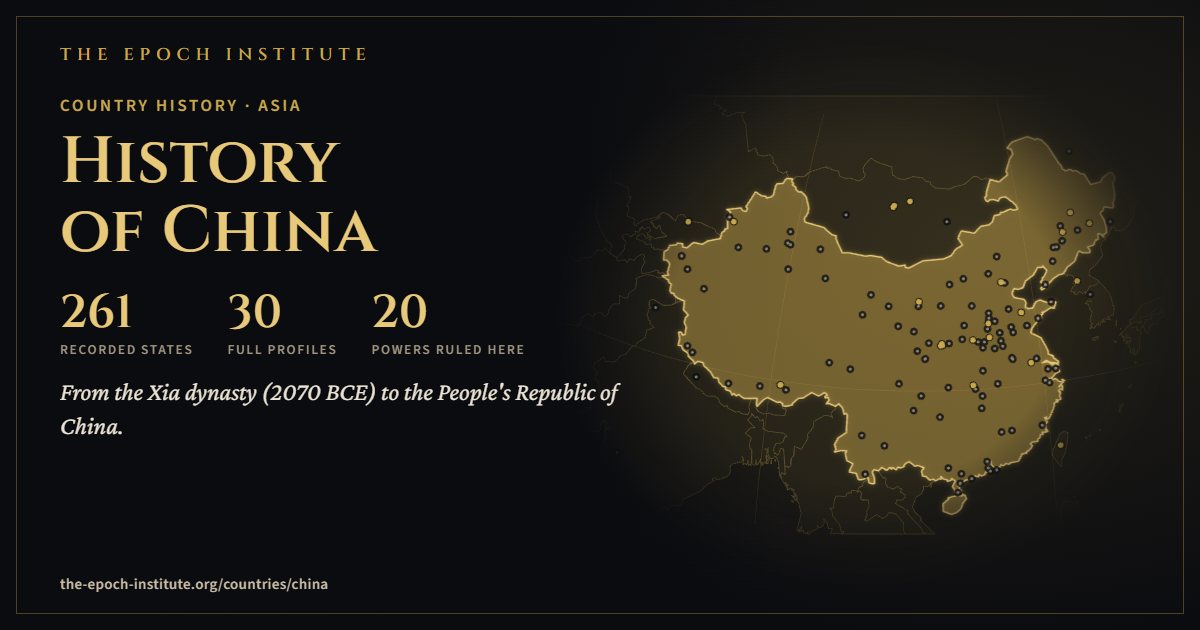 THE EPOCH INSTITUTE
COUNTRY HISTORY · ASIA
HISTORY
OF CHINA
261 30 20
RECORDED STATES FULL PROFILES POWERS RULED HERE
From the Xia dynasty (2070 BCE) to the People's Republic of
China.
the-epoch-institute.org/countries/china